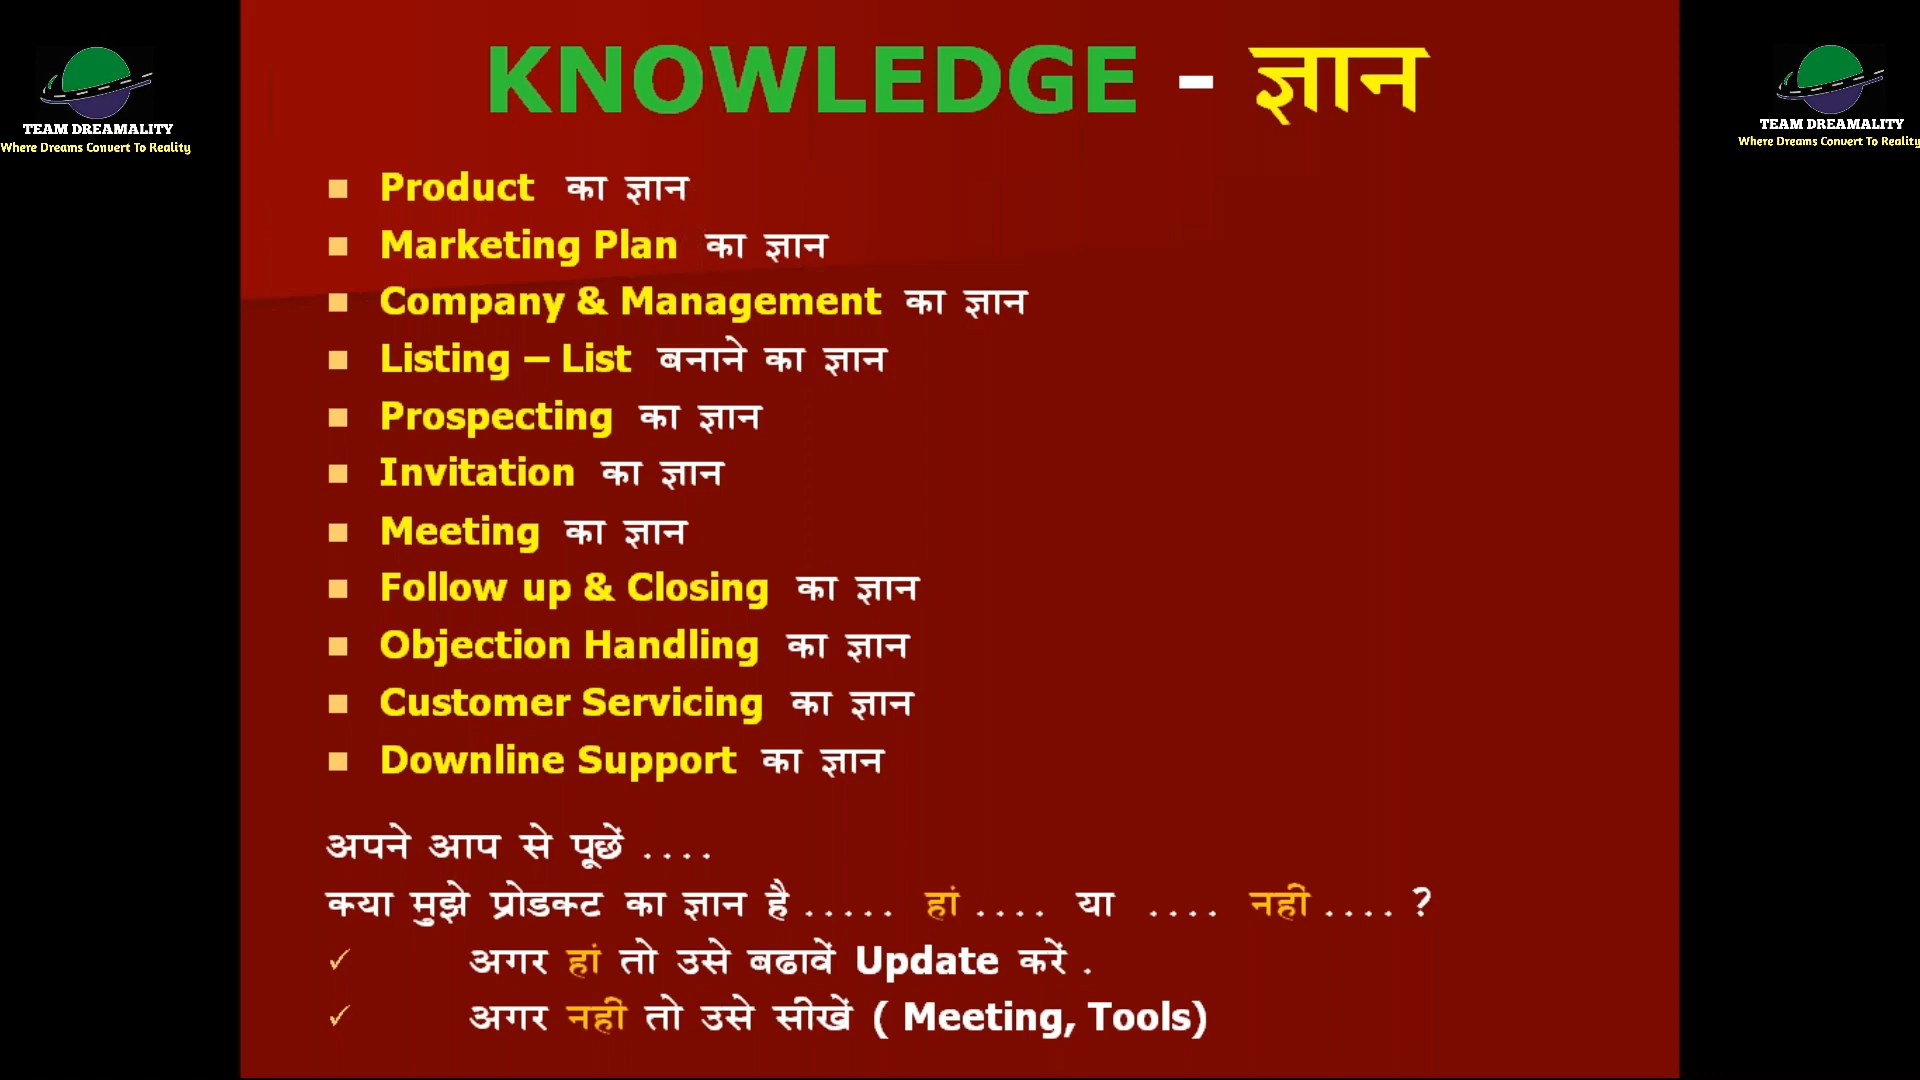 KNOWLEDGE - ज्ञान
TEAM DREAMALITY
Where Dreams Convert To Reality
TEAM DREAMALITY
Where Dreams Convert To Reality
Product का ज्ञान
Marketing Plan का ज्ञान
Company & Management का ज्ञान
Listing – List बनाने का ज्ञान
Prospecting का ज्ञान
Invitation का ज्ञान
Meeting का ज्ञान
Follow up & Closing का ज्ञान
Objection Handling का ज्ञान
Customer Servicing का ज्ञान
Downline Support का ज्ञान
अपने आप से पूछें ....
क्या मुझे प्रोडक्ट का ज्ञान है ..... हां .... या .... नही .... ?
✓ अगर हां तो उसे बढावें Update करें .
✓ अगर नही तो उसे सीखें ( Meeting, Tools)